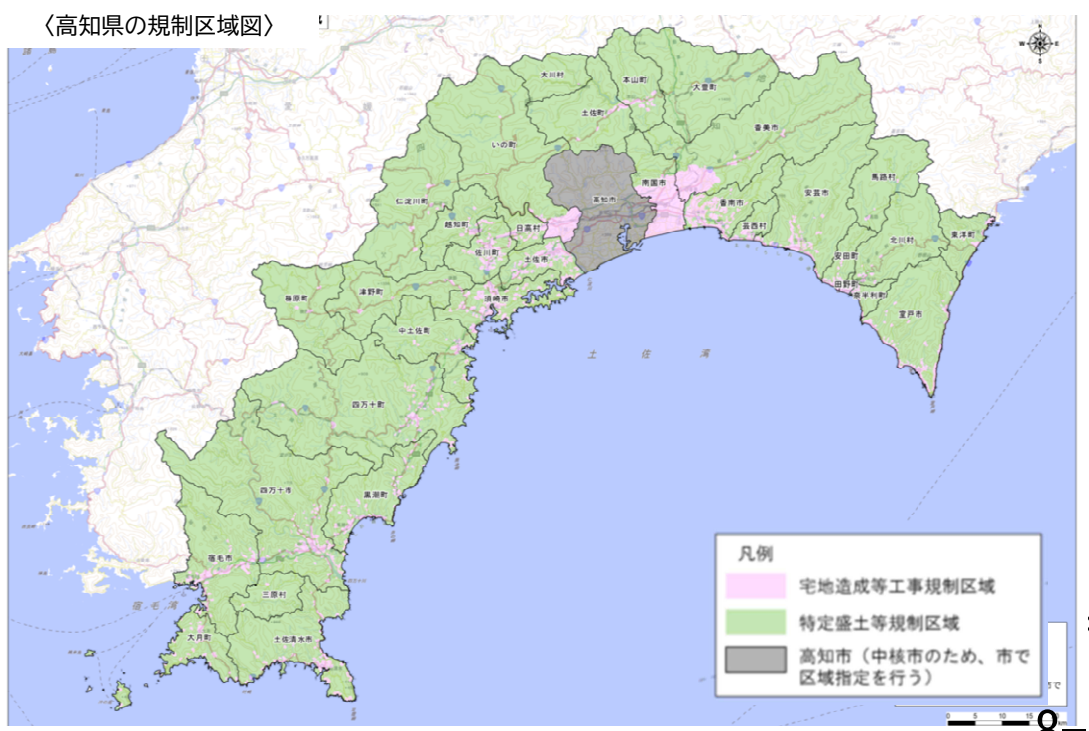 〈高知県の規制区域図〉
大川村
本山町
大豊町
土佐町
香美市
いの町
馬路村
南国市
高知市
香南市
安芸市
仁淀川町
越知町
日高村
芸西村
北川村
東洋町
佐川町
土佐市
安田町
田野町
奈半利町
津野町
須崎市
梼原町
室戸市
中土佐町
土 佐 湾
四万十町
四万十市
黒潮町
宿毛市
三原村
宿毛湾
大月町
土佐清水市
凡例
宅地造成等工事規制区域
特定盛土等規制区域
高知市（中核市のため、市で
区域指定を行う）
0 5 10 15
8